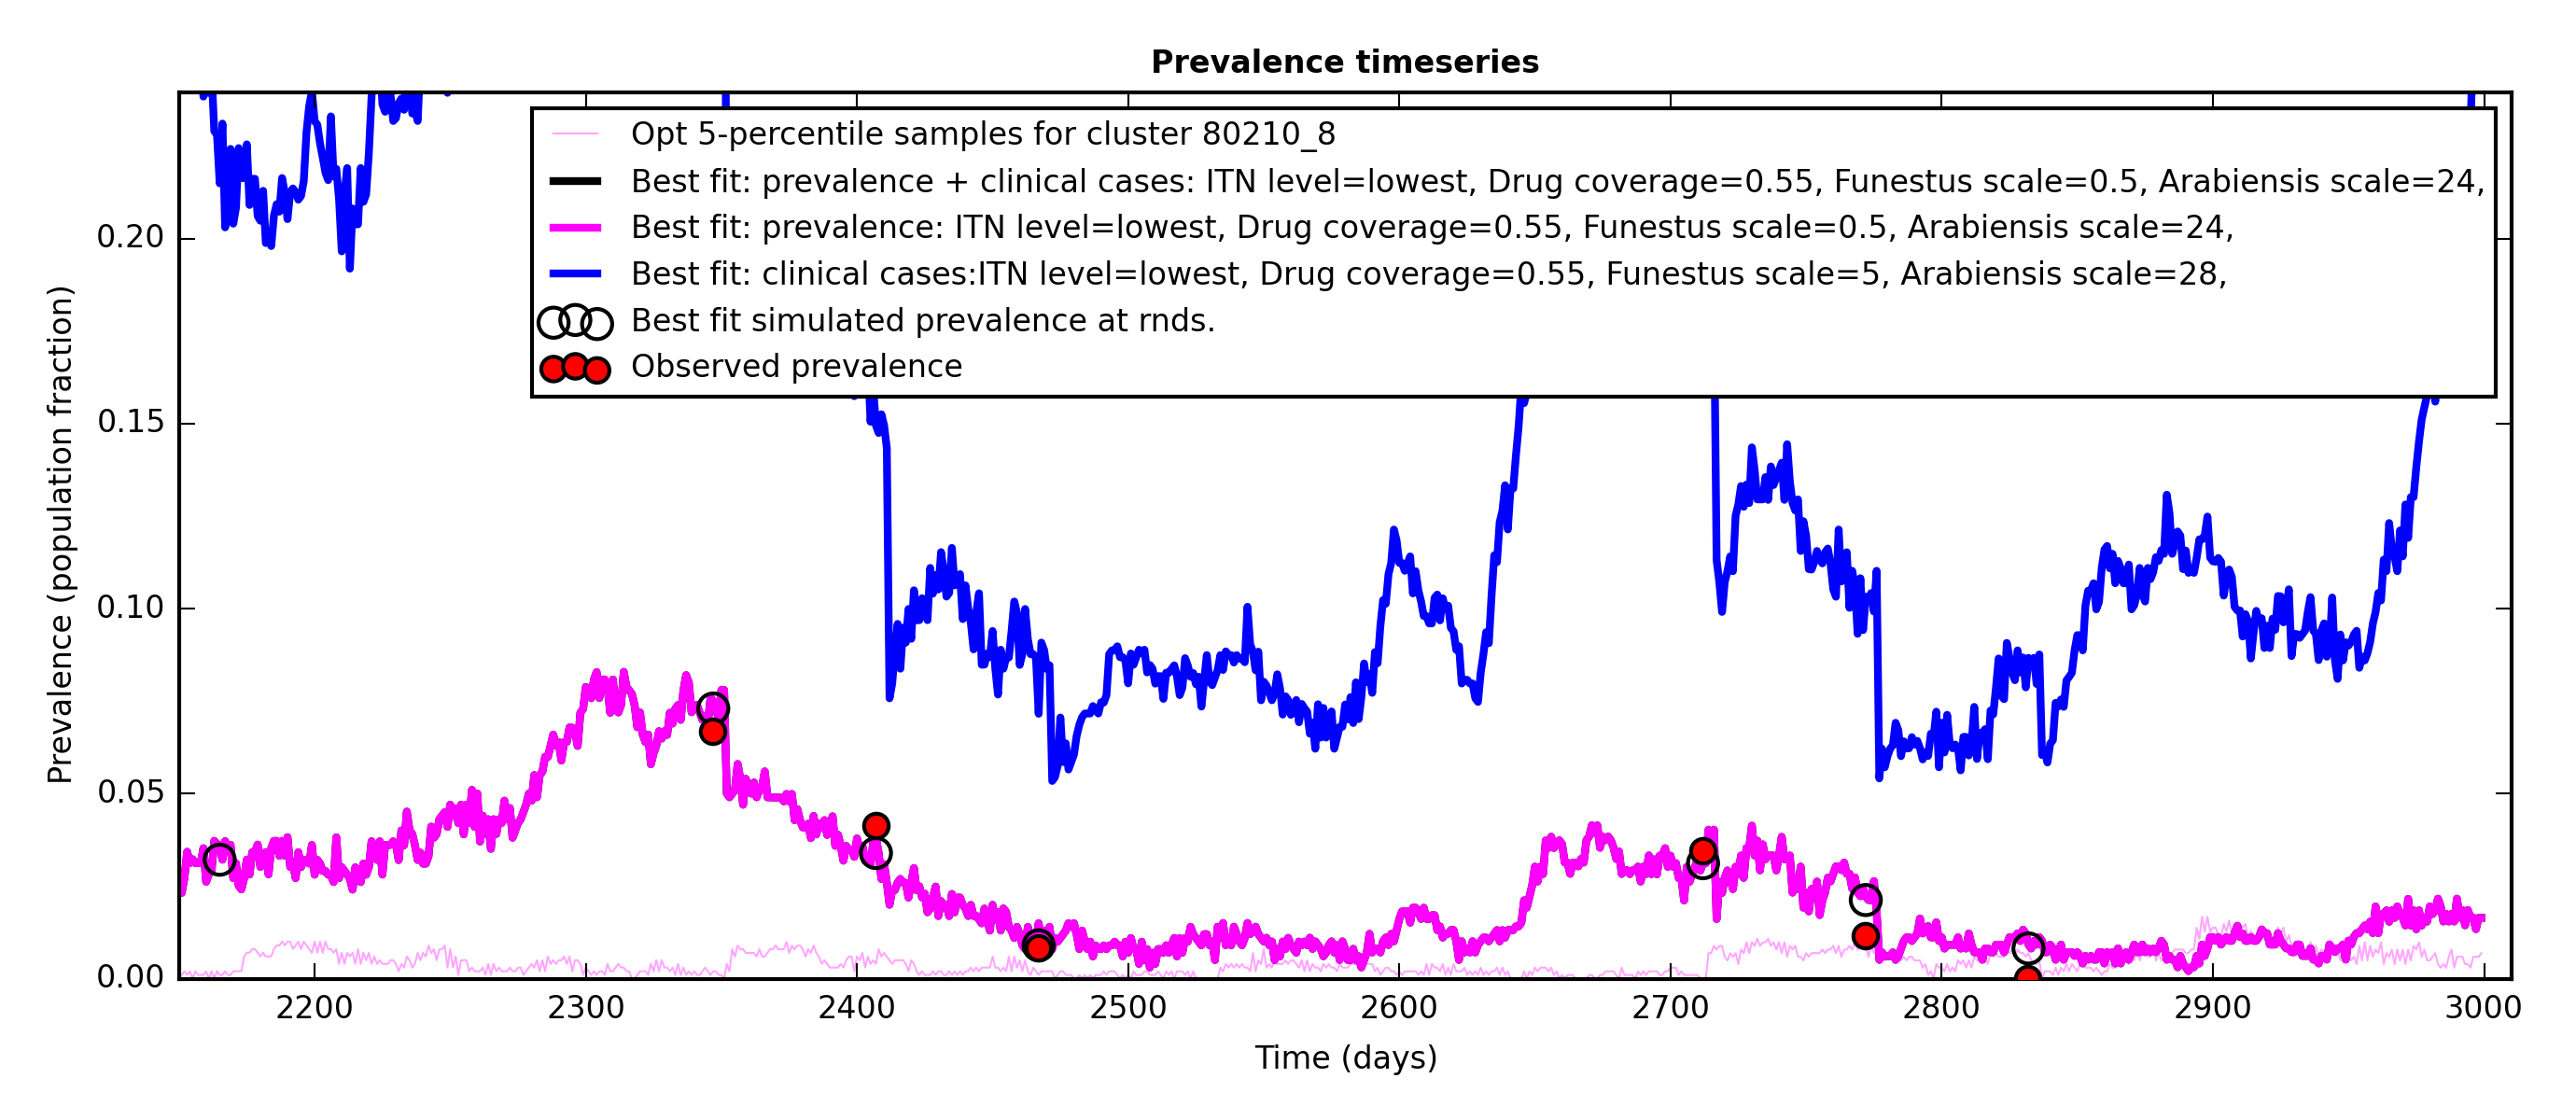 Prevalence timeseries
Opt 5-percentile samples for cluster 80210_8
Best fit: prevalence + clinical cases: ITN level=lowest, Drug coverage=0.55, Funestus scale=0.5, Arabiensis scale=24,
Best fit: prevalence: ITN level=lowest, Drug coverage=0.55, Funestus scale=0.5, Arabiensis scale=24,
Best fit: clinical cases:ITN level=lowest, Drug coverage=0.55, Funestus scale=5, Arabiensis scale=28,
Best fit simulated prevalence at rnds.
Observed prevalence
Prevalence (population fraction)
0.20
0.15
0.10
0.05
0.00
2200 2300 2400 2500 2600 2700 2800 2900 3000
Time (days)